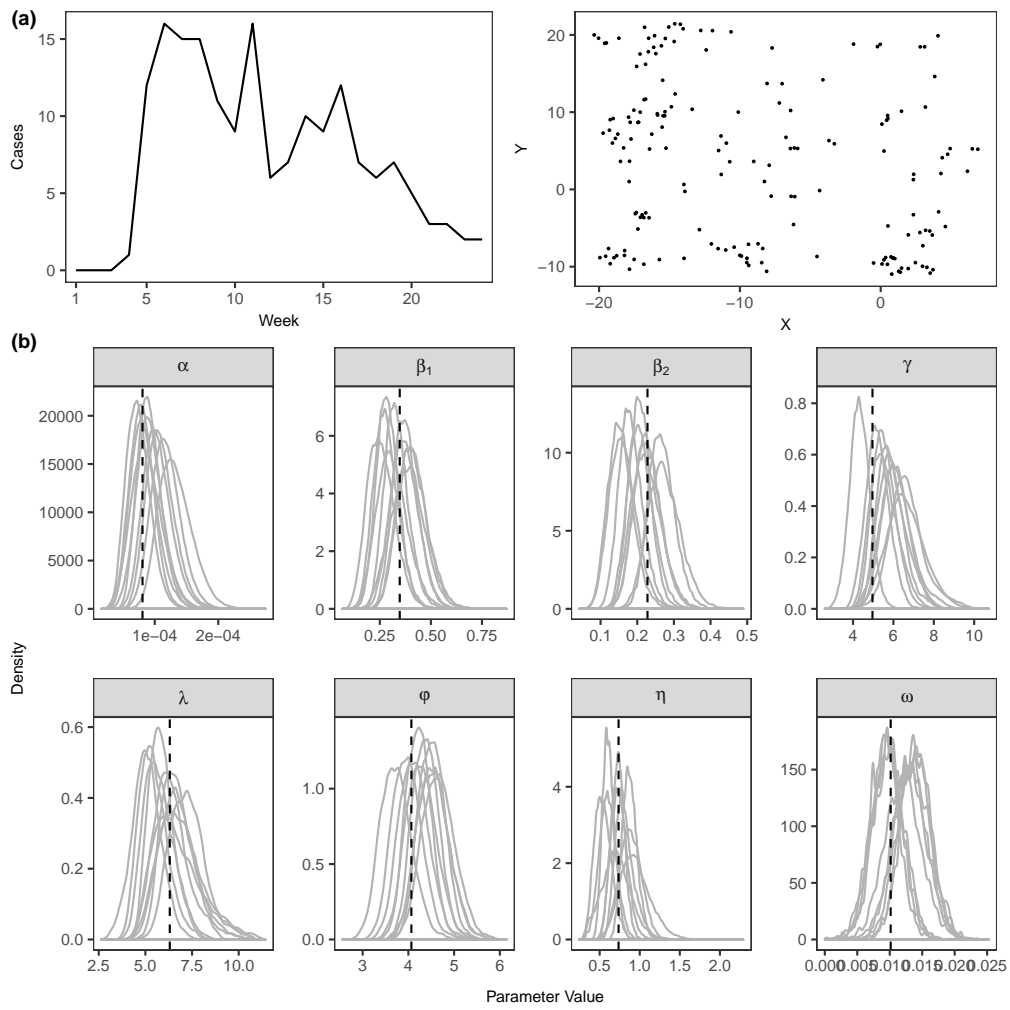 (a)
Cases
15
10
5
0
1 5 10 15 20
Week
Y
20
10
0
−10
−20 −10 0
X
(b)
Density
α
20000
15000
10000
5000
0
1e−04 2e−04
β1
6
4
2
0
0.25 0.50 0.75
β2
10
5
0
0.1 0.2 0.3 0.4 0.5
γ
0.8
0.6
0.4
0.2
0.0
4 6 8 10
λ
0.6
0.4
0.2
0.0
2.5 5.0 7.5 10.0
φ
1.0
0.5
0.0
3 4 5 6
η
4
2
0
0.5 1.0 1.5 2.0
ω
150
100
50
0
0.000 0.005 0.010 0.015 0.020 0.025
Parameter Value